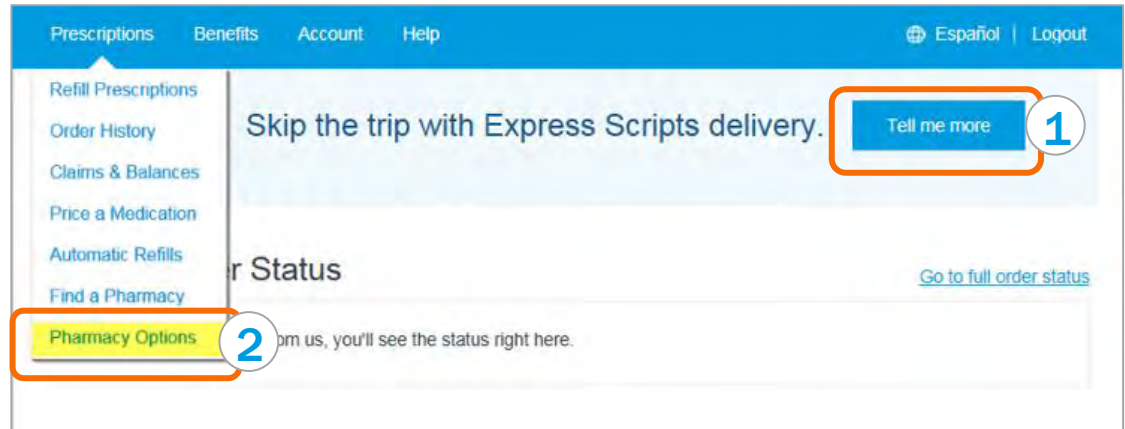 Prescriptions Benefits Account Help Español | Logout
Refill Prescriptions
Order History
Claims & Balances
Price a Medication
Automatic Refills
Find a Pharmacy
Pharmacy Options
2
Skip the trip with Express Scripts delivery.
Tell me more
1
Status
Go to full order status
us, you'll see the status right here.